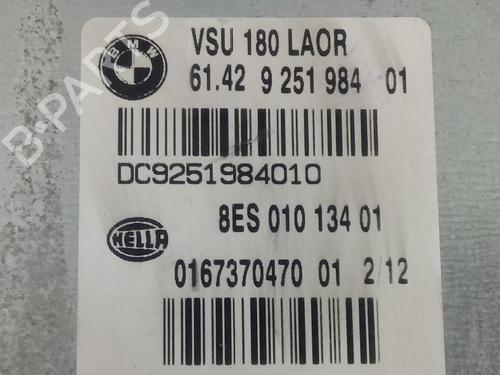 BMW
VSU 180 LAOR
61.42 9 251 984 01
DC9251984010
HELLA
8ES 010 134 01
0167370470 01 2/12
B-PARTS